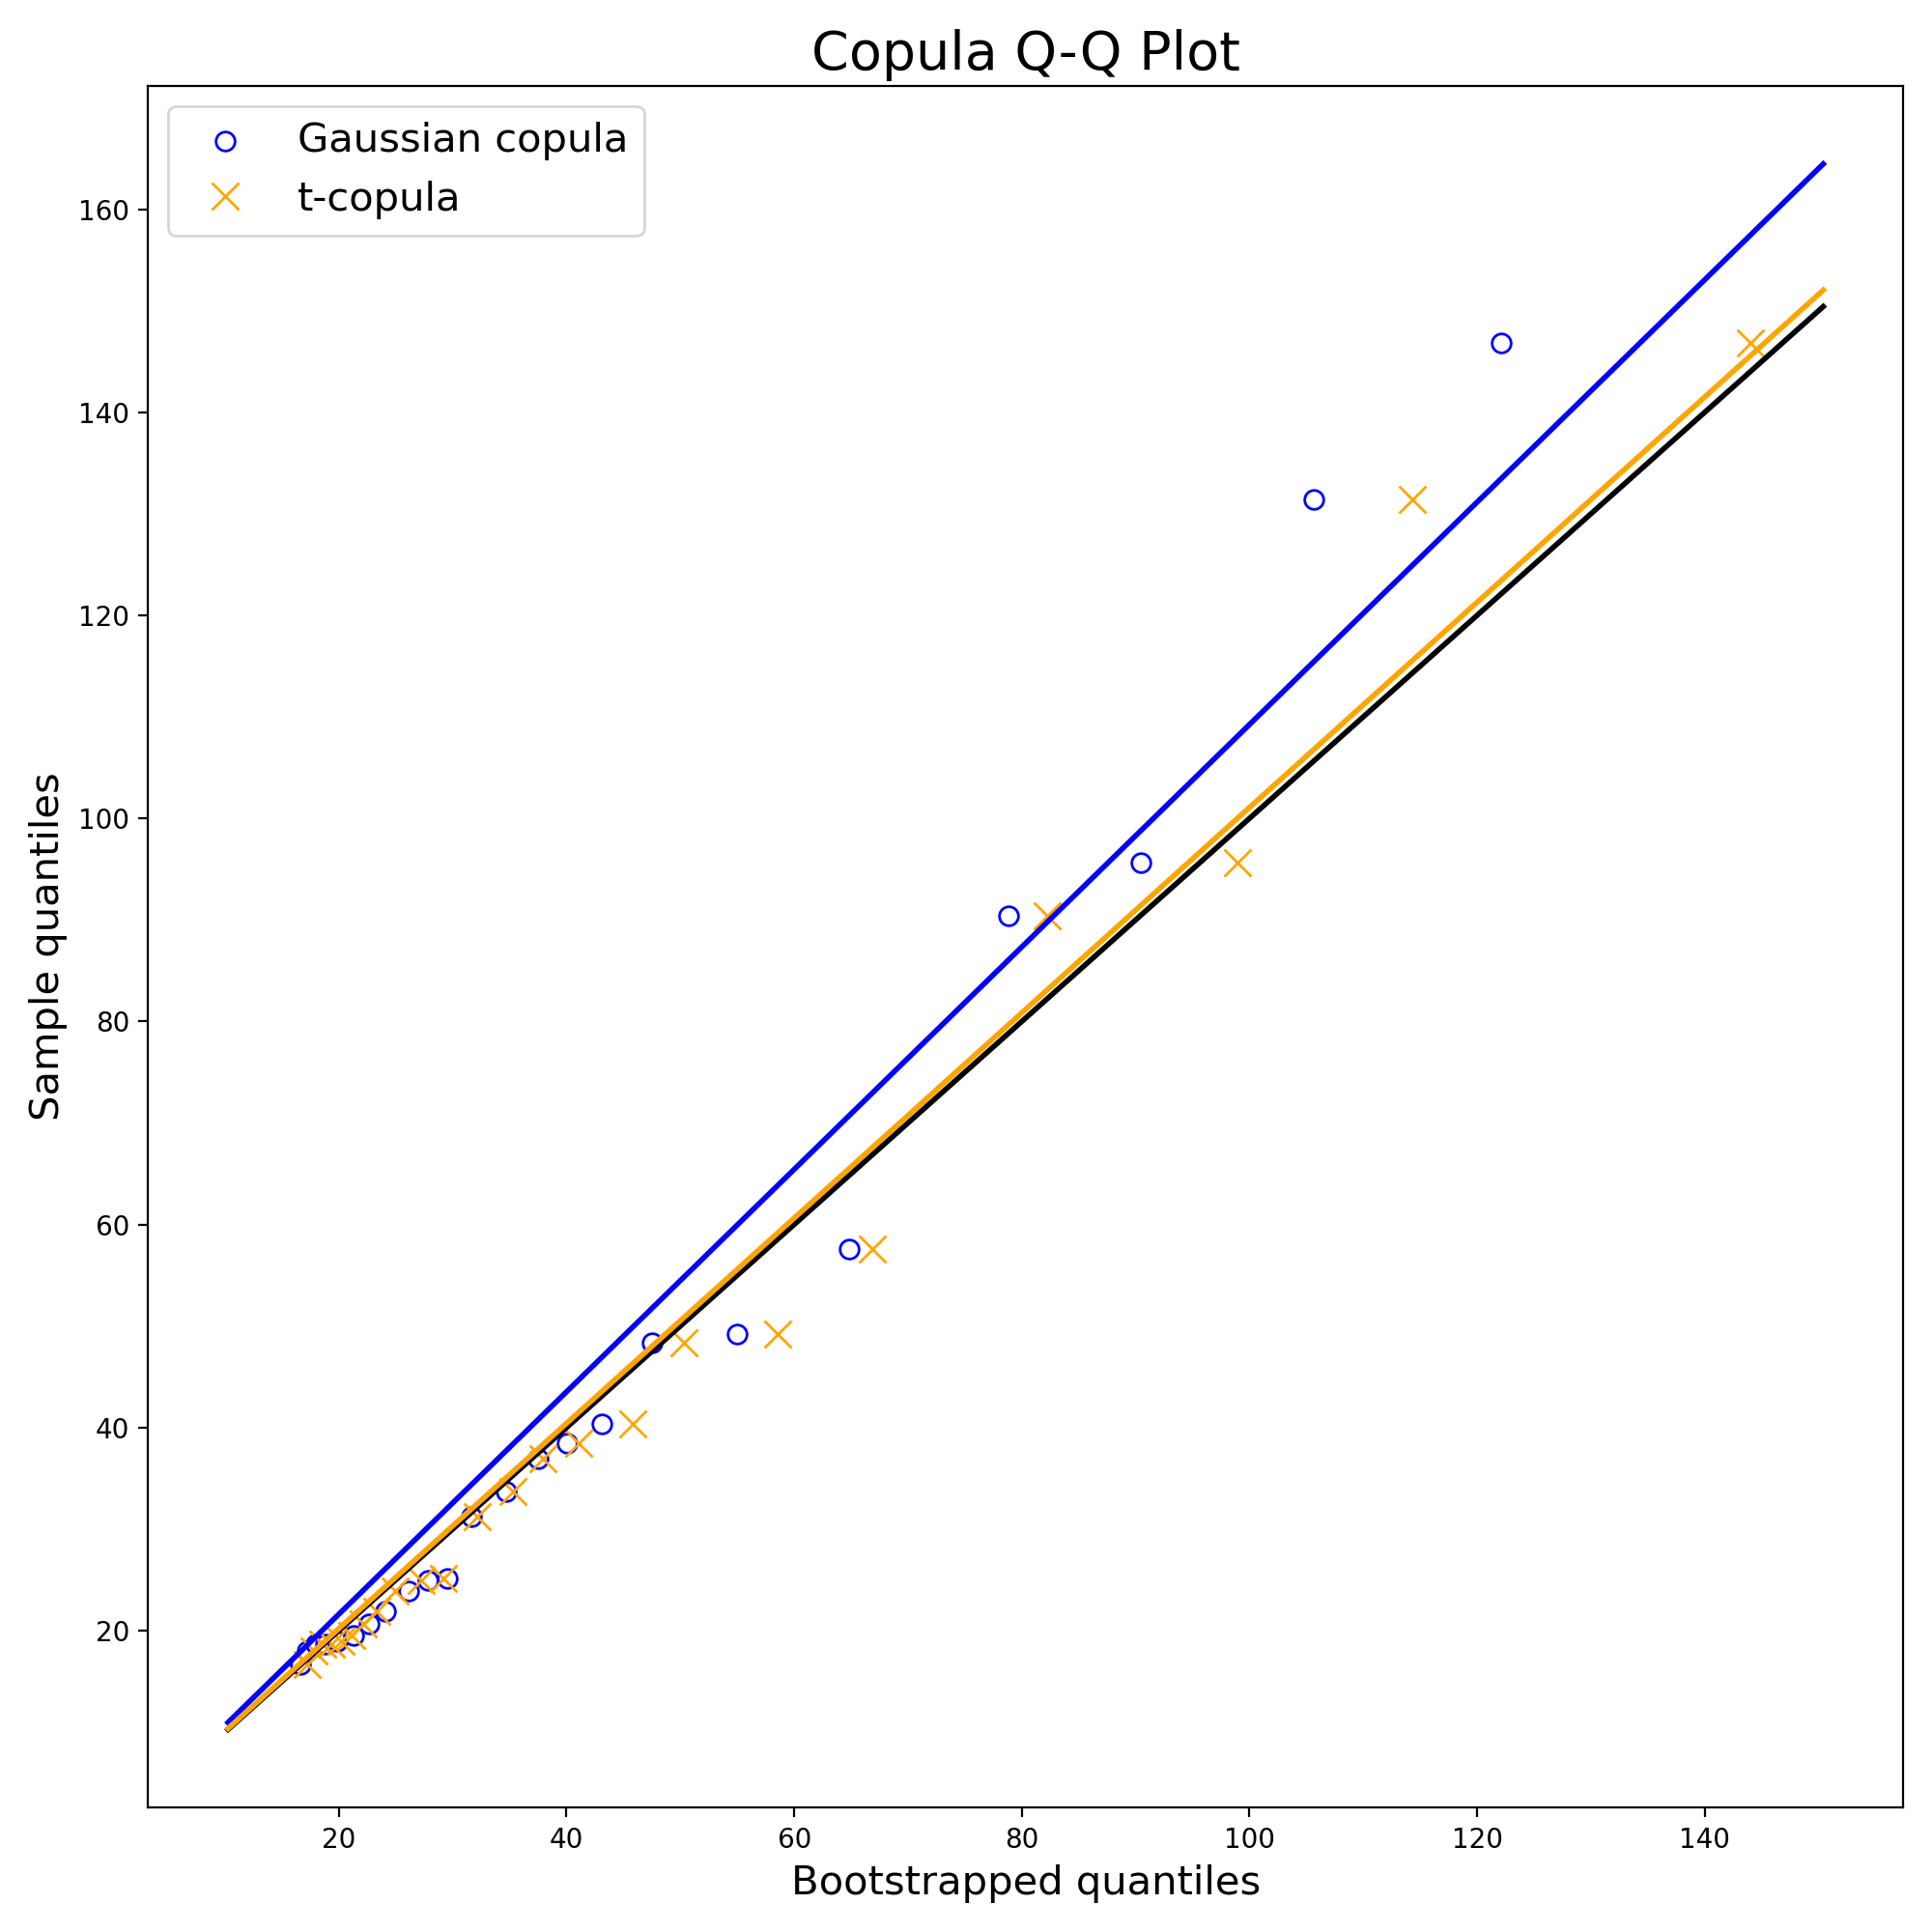 Copula Q-Q Plot
Gaussian copula
t-copula
160
140
120
100
80
60
40
20
Sample quantiles
20 40 60 80 100 120 140
Bootstrapped quantiles